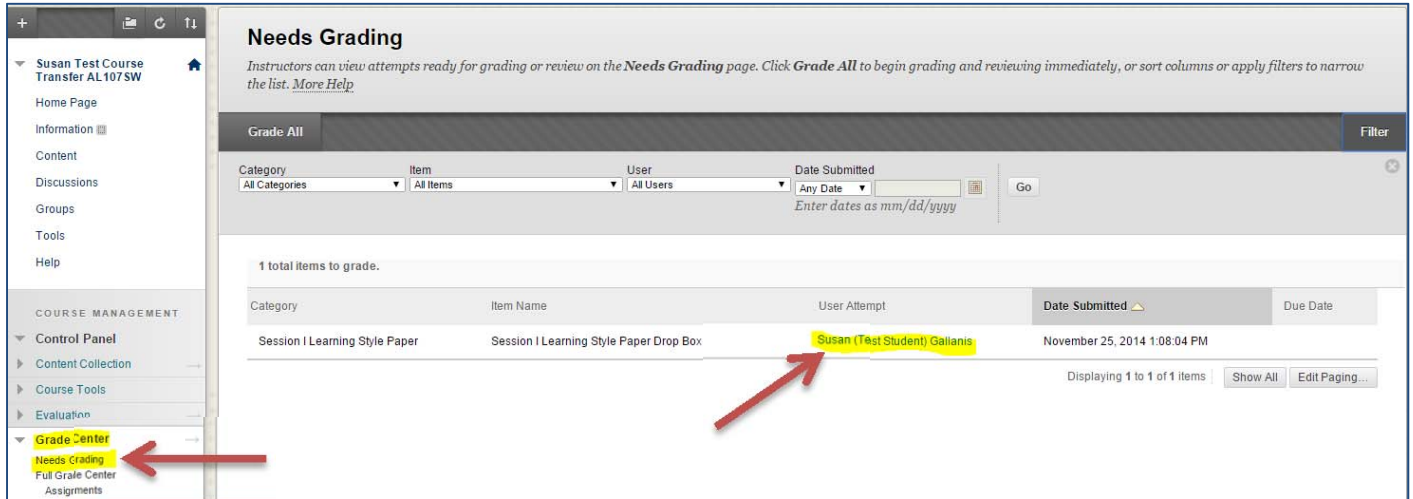 Susan Test Course
Transfer AL107SW
Home Page
Information
Content
Discussions
Groups
Tools
Help
COURSE MANAGEMENT
Control Panel
Content Collection
Course Tools
Evaluation
Grade Center
Needs Grading
Full Grade Center
Assignments
Needs Grading
Instructors can view attempts ready for grading or review on the Needs Grading page. Click Grade All to begin grading and reviewing immediately, or sort columns or apply filters to narrow
the list. More Help
Grade All
Filter
Category Item User Date Submitted
All Categories All Items All Users Any Date Go
Enter dates as mm/dd/yyyy
1 total items to grade.
Category Item Name User Attempt Date Submitted Due Date
Session I Learning Style Paper Session I Learning Style Paper Drop Box Susan (Test Student) Galianis November 25, 2014 1:08:04 PM
Displaying 1 to 1 of 1 items Show All Edit Paging...